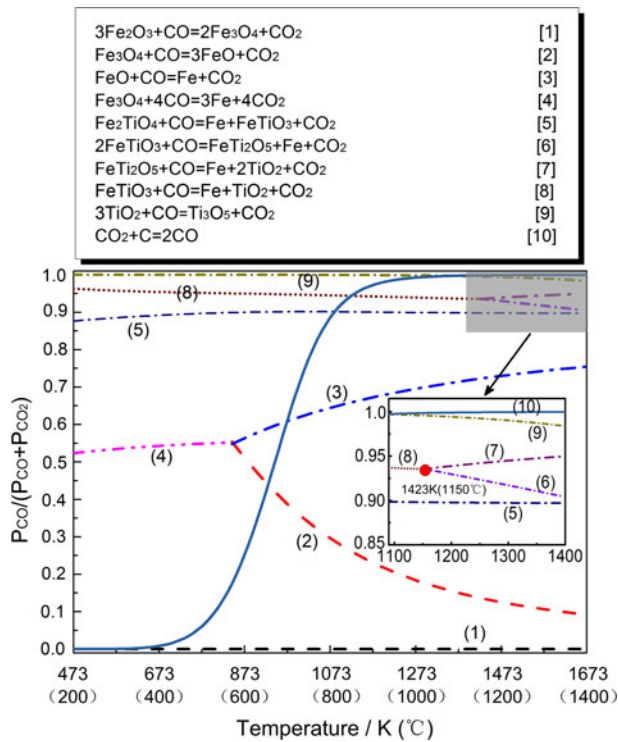 3Fe₂O₃+CO=2Fe₃O₄+CO₂ [1]
Fe₃O₄+CO=3FeO+CO₂ [2]
FeO+CO=Fe+CO₂ [3]
Fe₃O₄+4CO=3Fe+4CO₂ [4]
Fe₂TiO₄+CO=Fe+FeTiO₃+CO₂ [5]
2FeTiO₃+CO=FeTi₂O₅+Fe+CO₂ [6]
FeTi₂O₅+CO=Fe+2TiO₂+CO₂ [7]
FeTiO₃+CO=Fe+TiO₂+CO₂ [8]
3TiO₂+CO=Ti₃O₅+CO₂ [9]
CO₂+C=2CO [10]
PCO/(PCO+PCO₂)
1.0
0.9
0.8
0.7
0.6
0.5
0.4
0.3
0.2
0.1
0.0
(9)
(8)
(5)
(3)
(4)
(2)
(1)
1.00
0.95
0.90
0.85
(10)
(9)
(8)
(7)
1423K(1150℃)
(6)
(5)
1100 1200 1300 1400
473 673 873 1073 1273 1473 1673
(200) (400) (600) (800) (1000) (1200) (1400)
Temperature / K (℃)